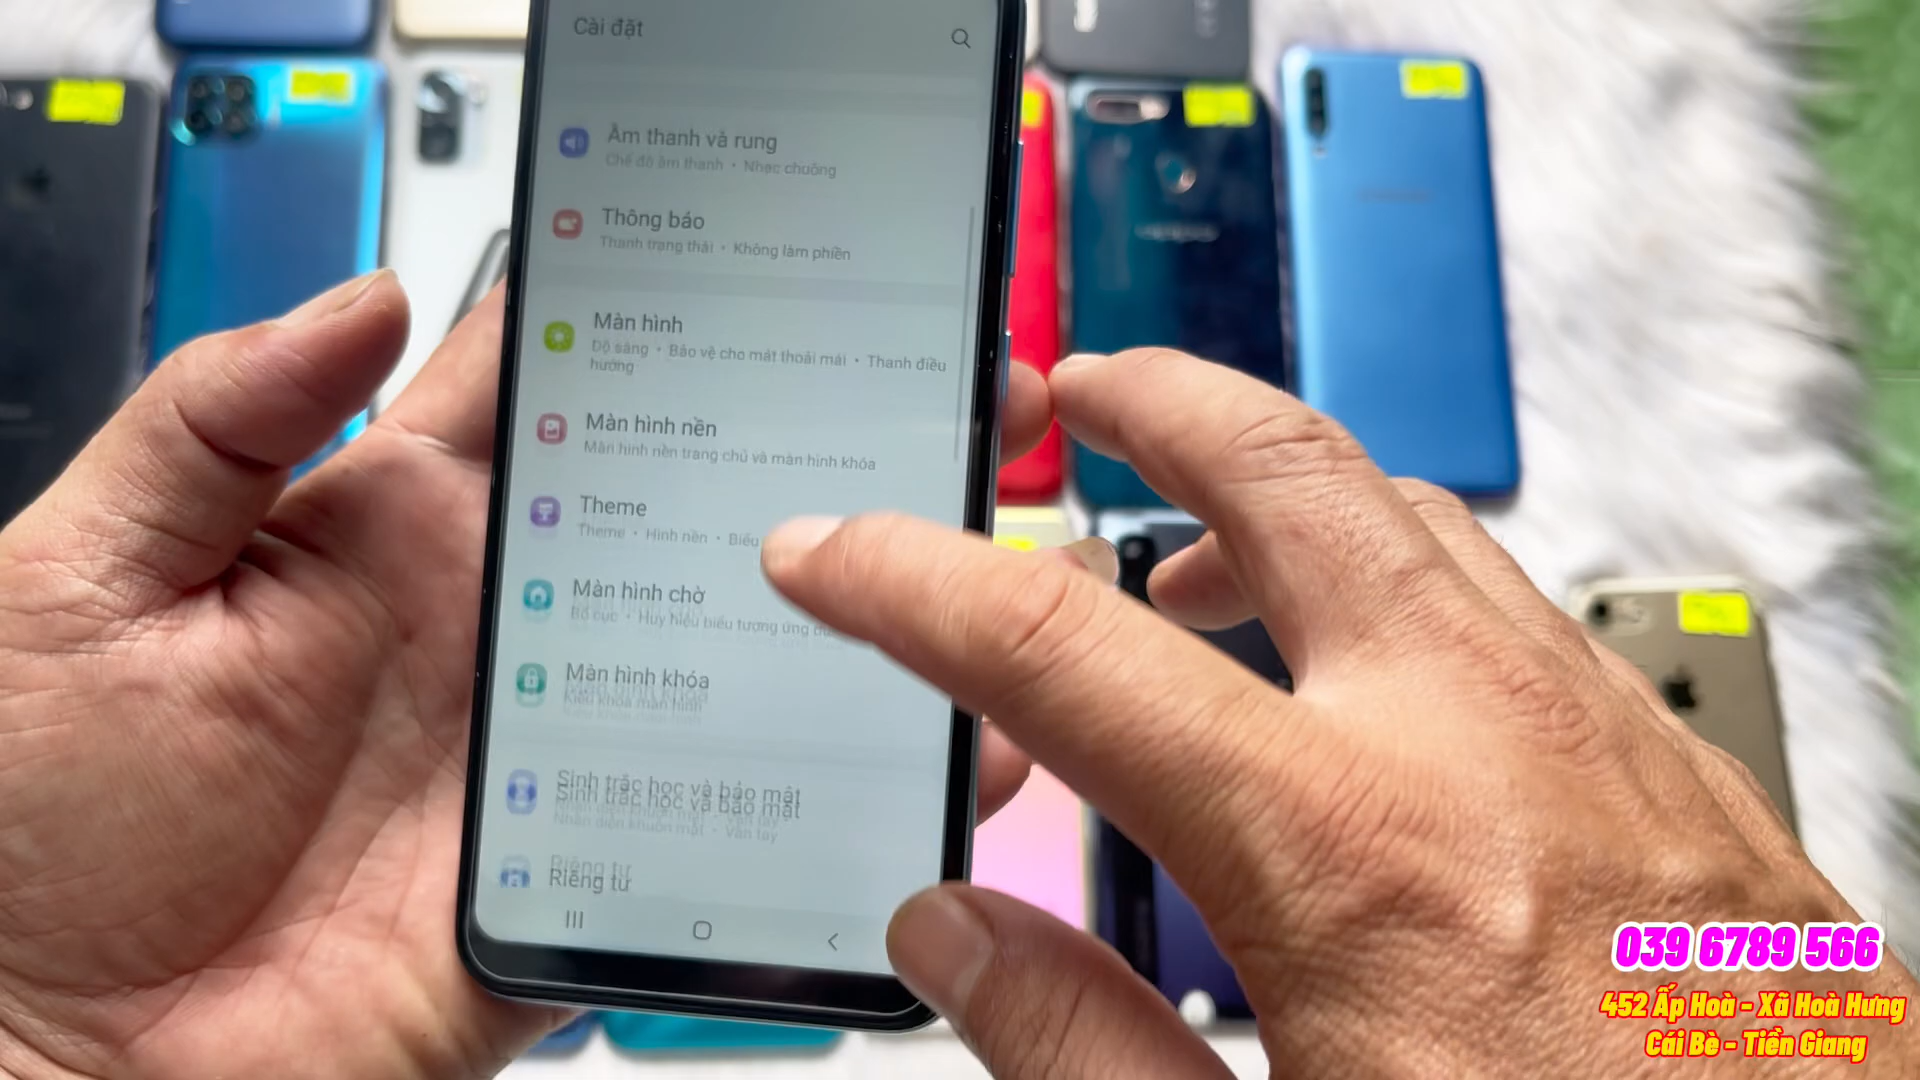 Cài đặt
Âm thanh và rung
Chế độ âm thanh • Nhạc chuông
Thông báo
Thanh trạng thái • Không làm phiền
Màn hình
Độ sáng • Bảo vệ cho mắt thoải mái • Thanh điều
hướng
Màn hình nền
Màn hình nền trang chủ và màn hình khóa
Theme
Theme • Hình nền • Biểu
Màn hình chờ
Bố cục • Huy hiệu biểu tượng ứng
Màn hình khóa
Kiểu khóa màn hình
Sinh trắc học và bảo mật
Nhận diện khuôn mặt • Vân tay
Riêng tư
039 6789 566
452 Ấp Hoà - Xã Hoà Hưng
Cái Bè - Tiền Giang